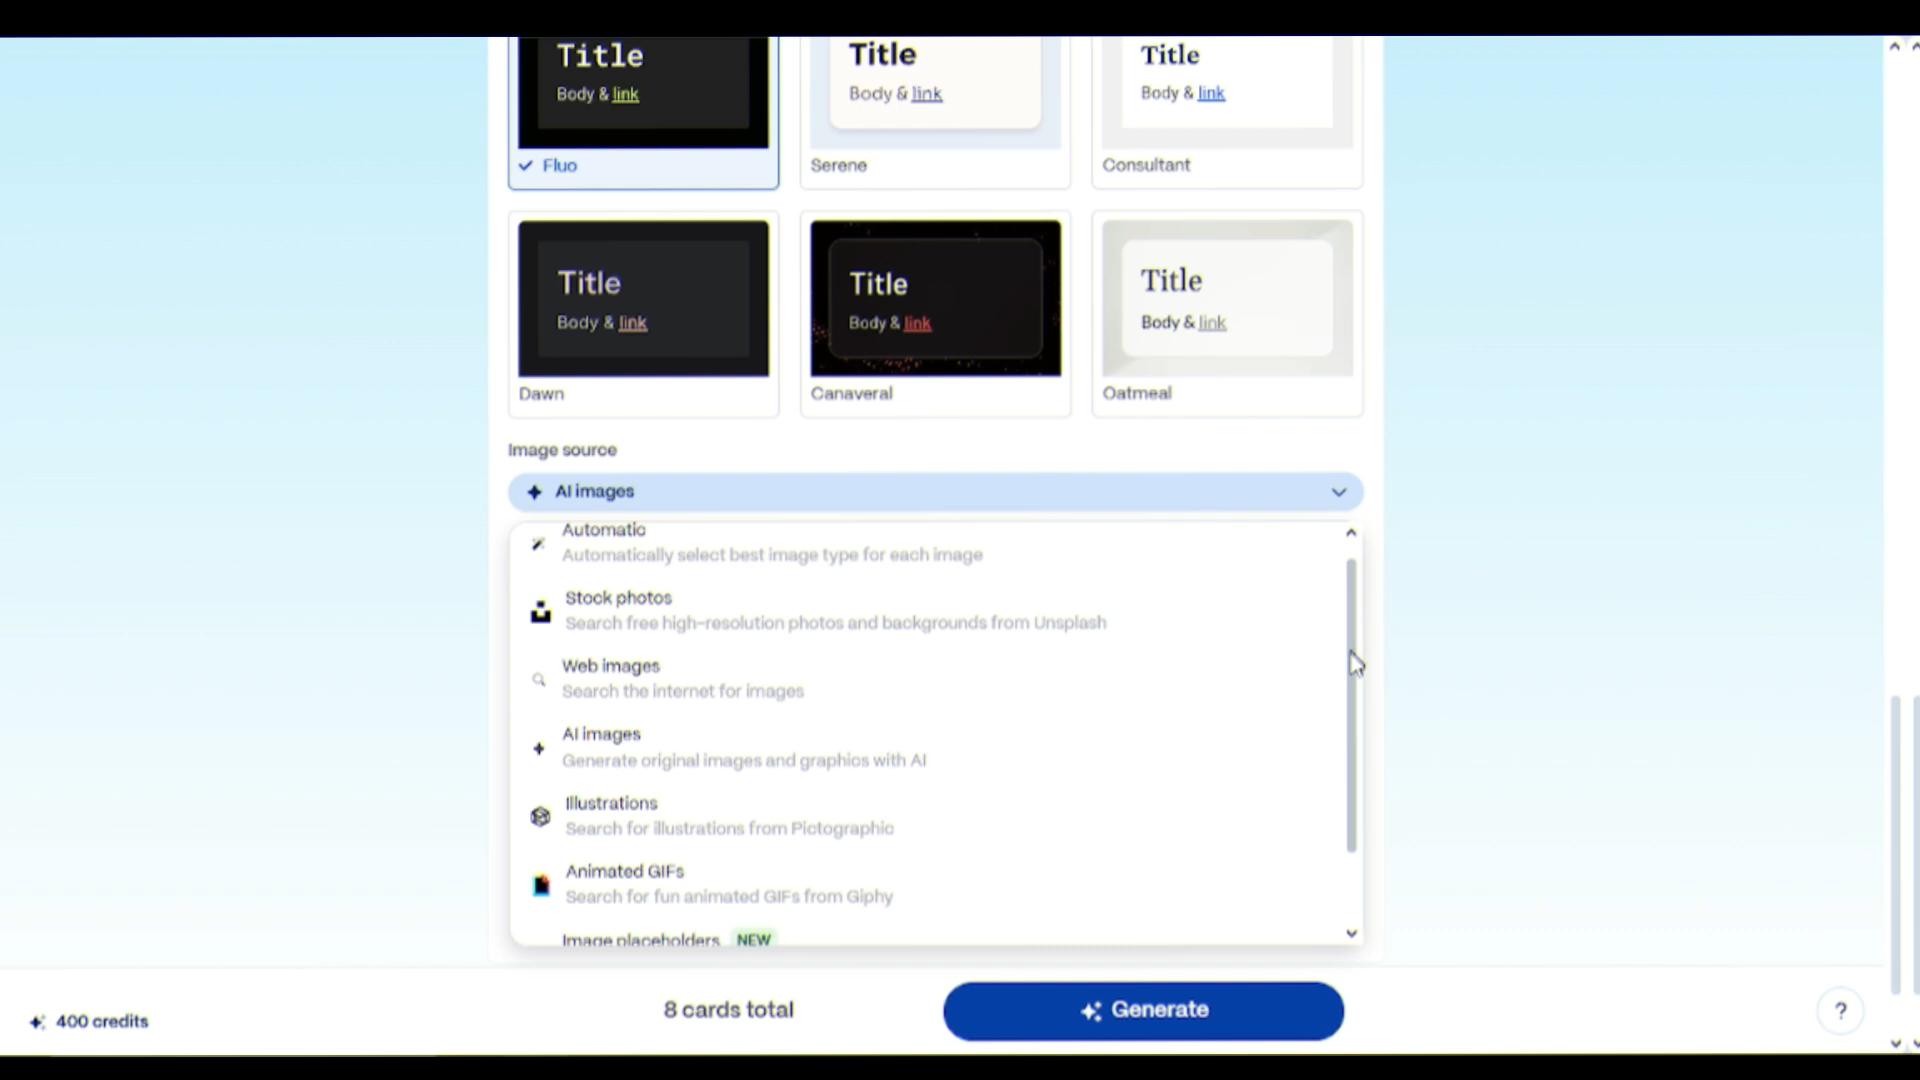 Title
Body & link
Fluo
Title
Body & link
Serene
Title
Body & link
Consultant
Title
Body & link
Dawn
Title
Body & link
Canaveral
Title
Body & link
Oatmeal
Image source
AI images
Automatic
Automatically select best image type for each image
Stock photos
Search free high-resolution photos and backgrounds from Unsplash
Web images
Search the internet for images
AI images
Generate original images and graphics with AI
Illustrations
Search for illustrations from Pictographic
Animated GIFs
Search for fun animated GIFs from Giphy
Image placeholders NEW
400 credits
8 cards total
Generate
?